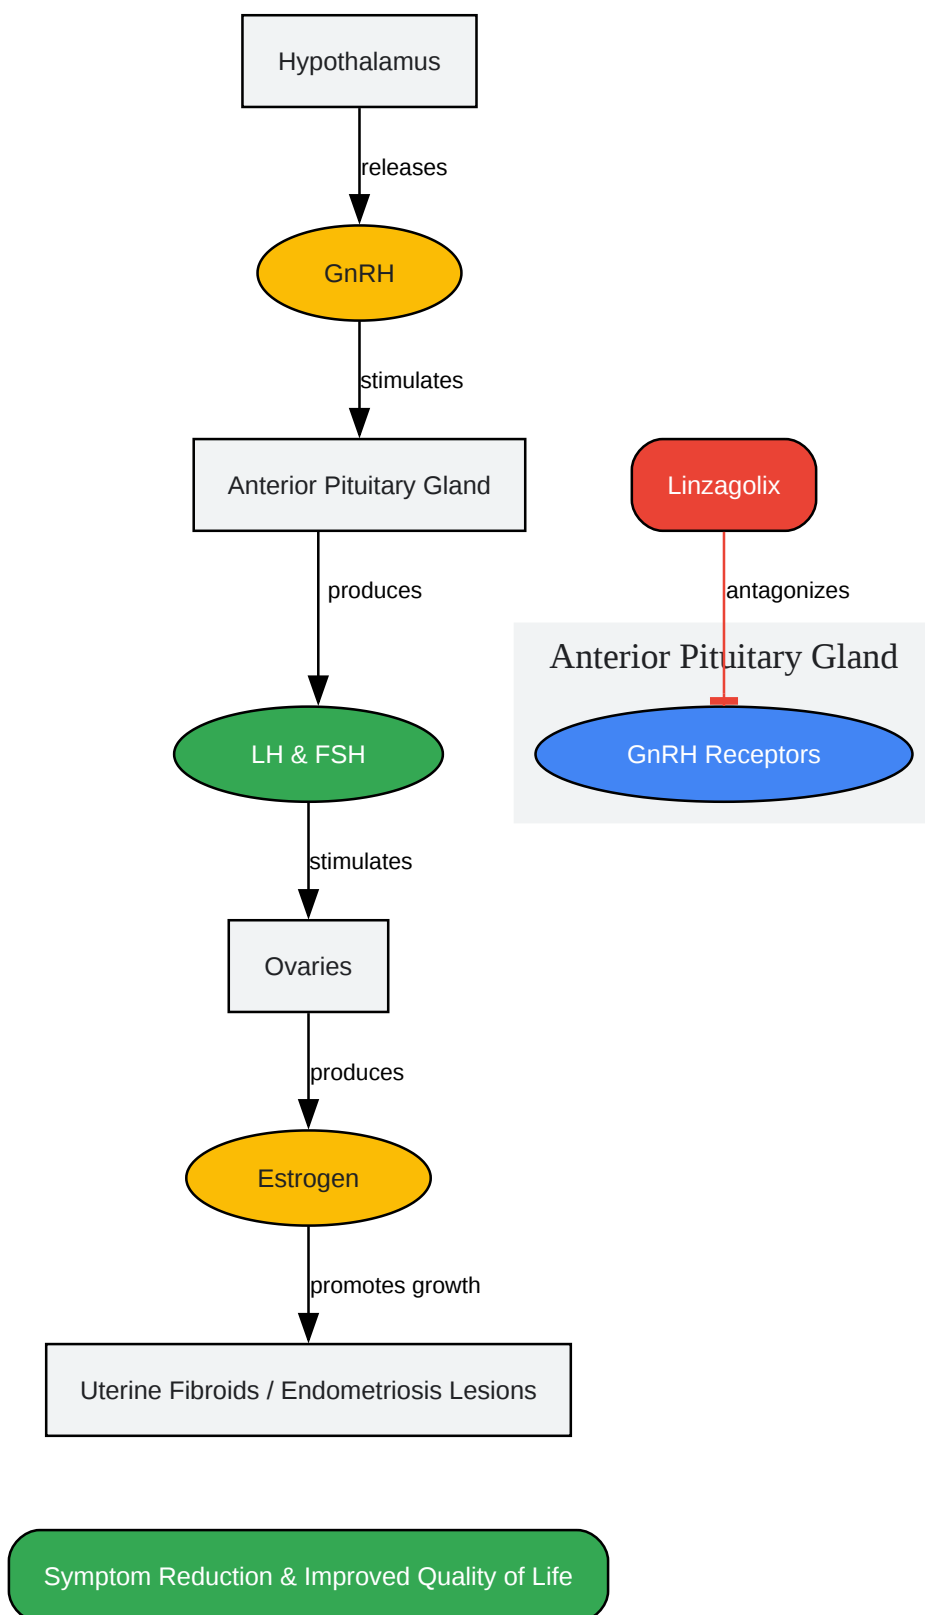 Hypothalamus
releases
GnRH
stimulates
Anterior Pituitary Gland
Linzagolix
produces
antagonizes
Anterior Pituitary Gland
LH & FSH
GnRH Receptors
stimulates
Ovaries
produces
Estrogen
promotes growth
Uterine Fibroids / Endometriosis Lesions
Symptom Reduction & Improved Quality of Life